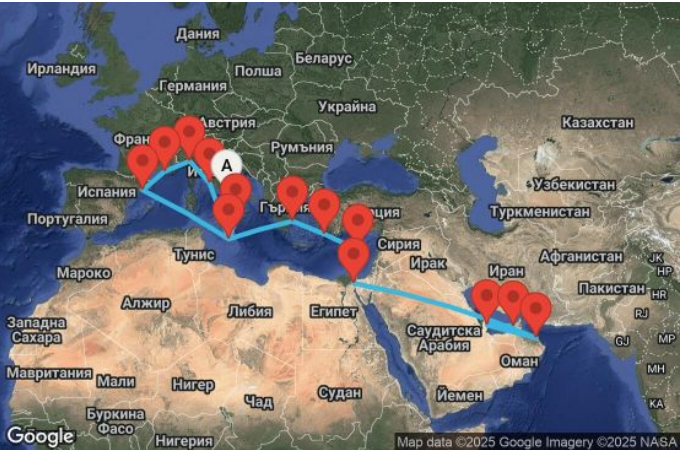 Дания
Ирландия
Полша
Беларус
Германия
Украйна
Казахстан
Австрия
Фран
Румъния
И
A
Испания
Узбекистан
Гър
ция
Туркменистан
Португалия
Сирия
Тунис
Афганистан
JK
Ирак
Иран
HP
Мароко
Пакистан
HR
Алжир
Либия
Египет
RJ
Западна
Сахара
Саудитска
Арабия
GJ
MP
Оман
Мавритания
Мали
Нигер
Судан
MH
Чад
Йемен
KA
Буркина
Фасо
Нигерия
Google
Map data ©2025 Google Imagery ©2025 NASA